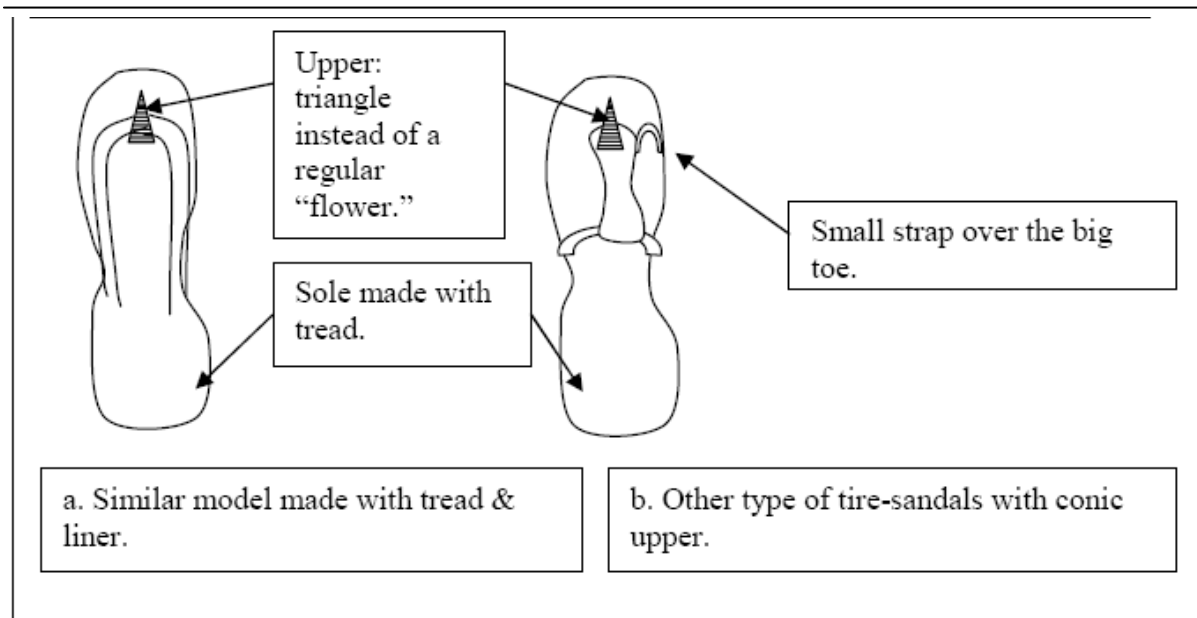 Upper:
triangle
instead of a
regular
“flower.”
Small strap over the big
toe.
Sole made with
tread.
a. Similar model made with tread &
liner.
b. Other type of tire-sandals with conic
upper.